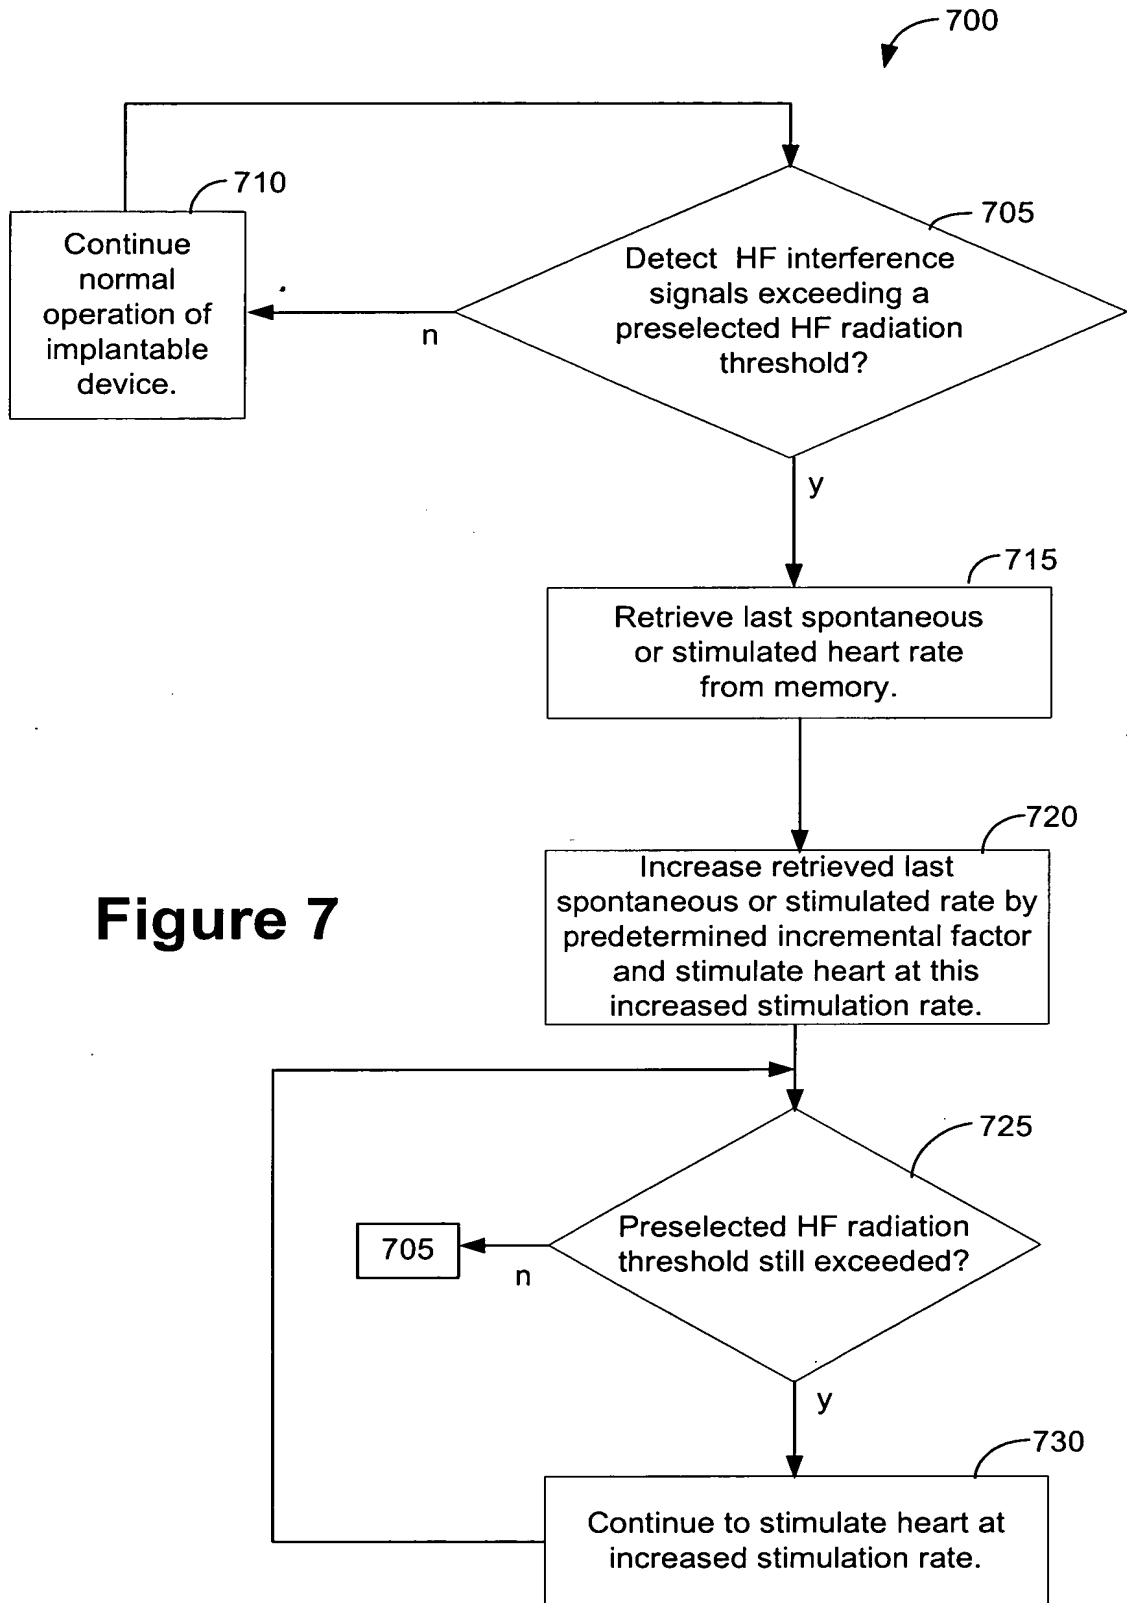 700
710
705
Continue
normal
operation of
implantable
device.
Detect HF interference
signals exceeding a
preselected HF radiation
threshold?
n
y
715
Retrieve last spontaneous
or stimulated heart rate
from memory.
720
Increase retrieved last
spontaneous or stimulated rate by
predetermined incremental factor
and stimulate heart at this
increased stimulation rate.
Figure 7
725
Preselected HF radiation
threshold still exceeded?
705
n
y
730
Continue to stimulate heart at
increased stimulation rate.